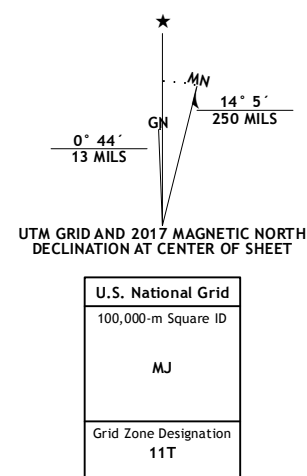 ★
MN
GN
14° 5´
250 MILS
0° 44´
13 MILS
UTM GRID AND 2017 MAGNETIC NORTH
DECLINATION AT CENTER OF SHEET
U.S. National Grid
100,000-m Square ID
MJ
Grid Zone Designation
11T